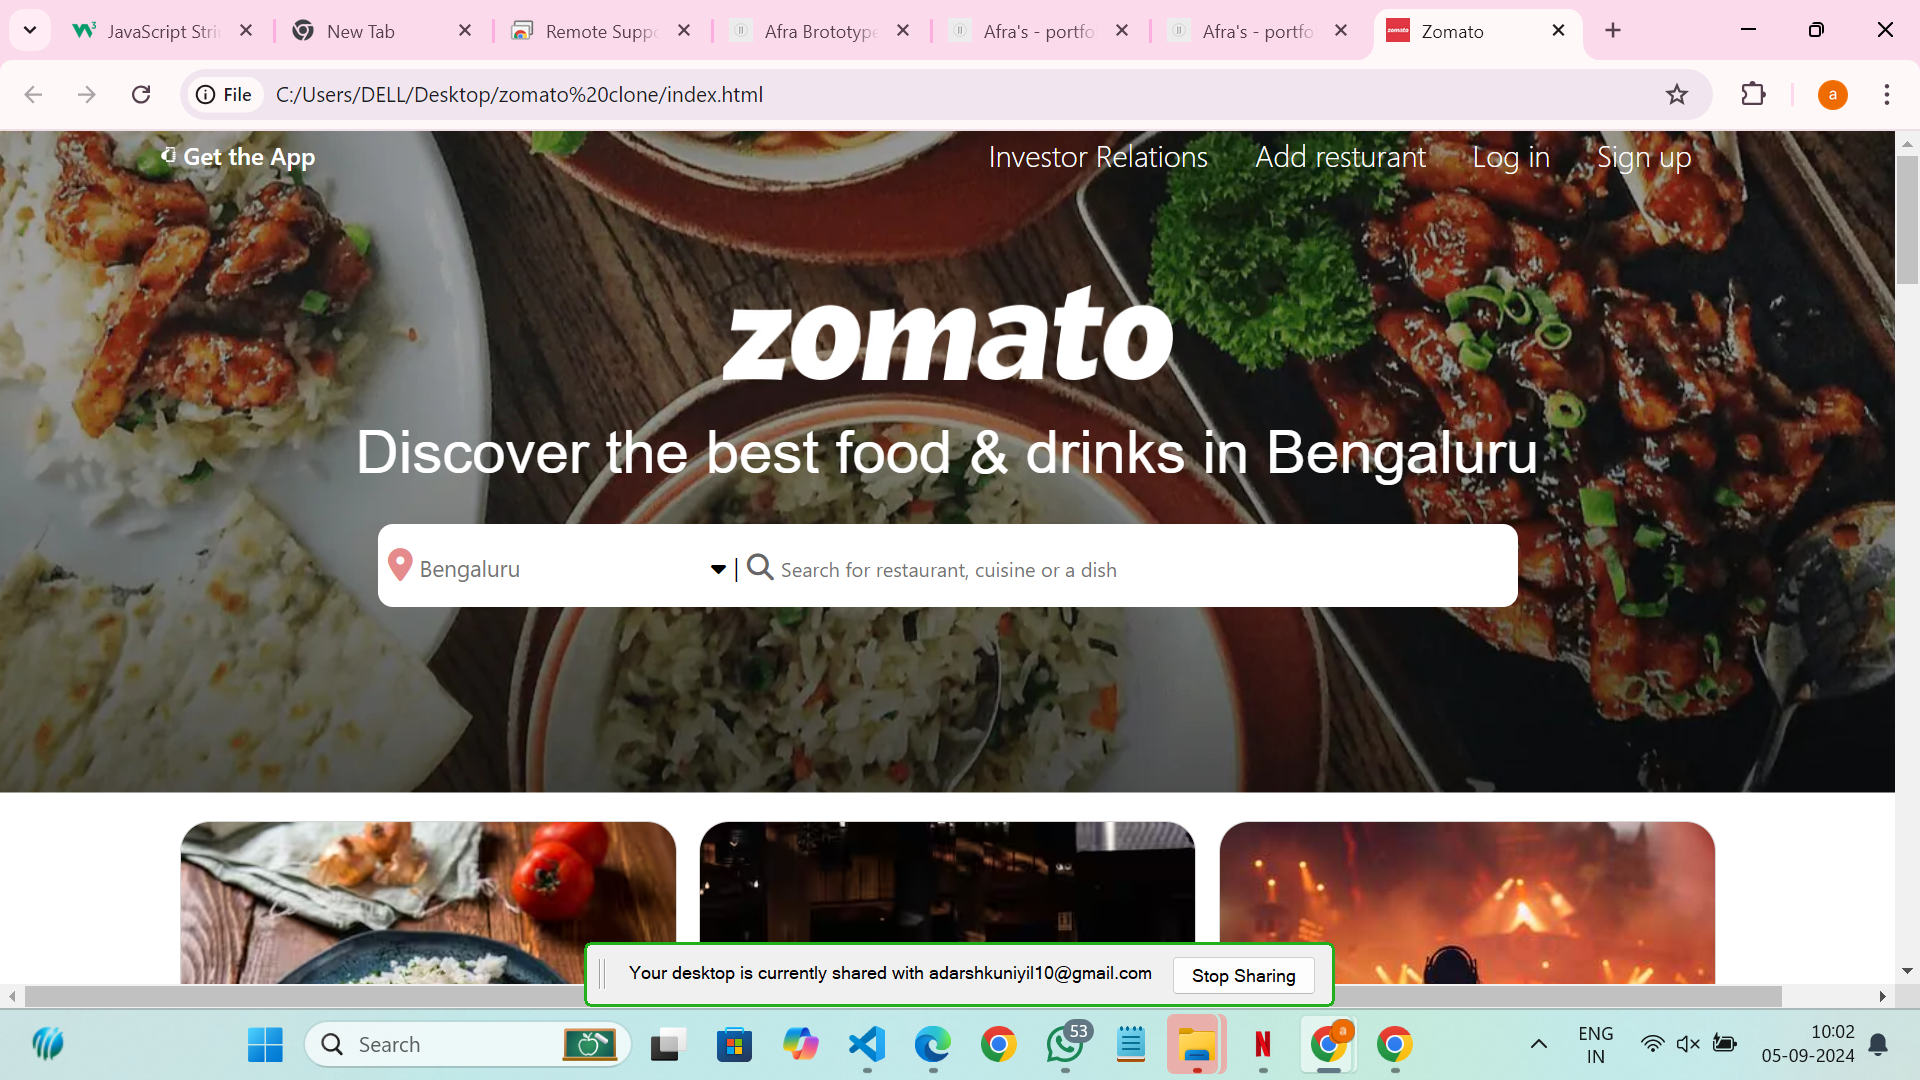 JavaScript Stri
New Tab
Remote Suppo
Afra Brototype
Afra's - portfo
Afra's - portfo
zomato
Zomato
File
C:/Users/DELL/Desktop/zomato%20clone/index.html
a
Get the App
Investor Relations
Add resturant
Log in
Sign up
zomato
Discover the best food & drinks in Bengaluru
Bengaluru
|
Search for restaurant, cuisine or a dish
Your desktop is currently shared with adarshkuniyil10@gmail.com
Stop Sharing
Search
53
N
a
ENG
IN
10:02
05-09-2024